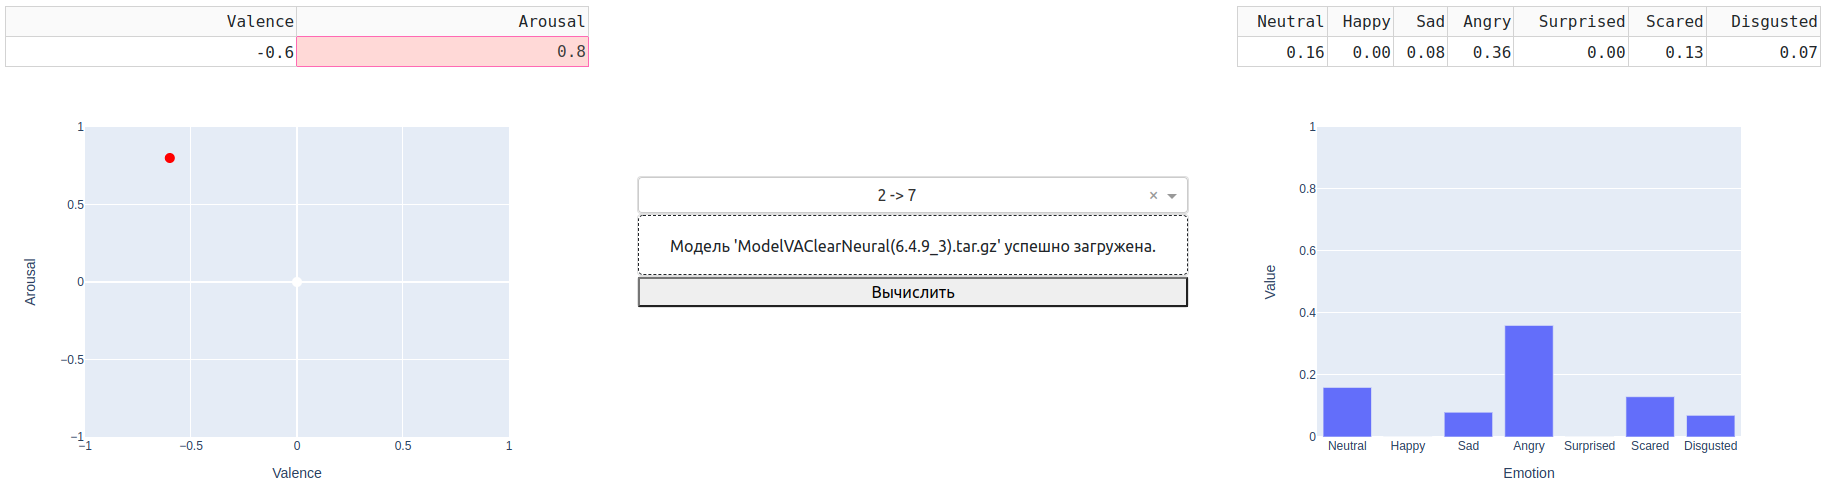 Valence Arousal
-0.6 0.8
1
0.5
0
−0.5
−1
Arousal
−1 −0.5 0 0.5 1
Valence
2 -> 7 × 
Модель 'ModelVAClearNeural(6.4.9_3).tar.gz' успешно загружена.
Вычислить
Neutral Happy Sad Angry Surprised Scared Disgusted
0.16 0.00 0.08 0.36 0.00 0.13 0.07
1
0.8
0.6
0.4
0.2
0
Value
Neutral Happy Sad Angry Surprised Scared Disgusted
Emotion